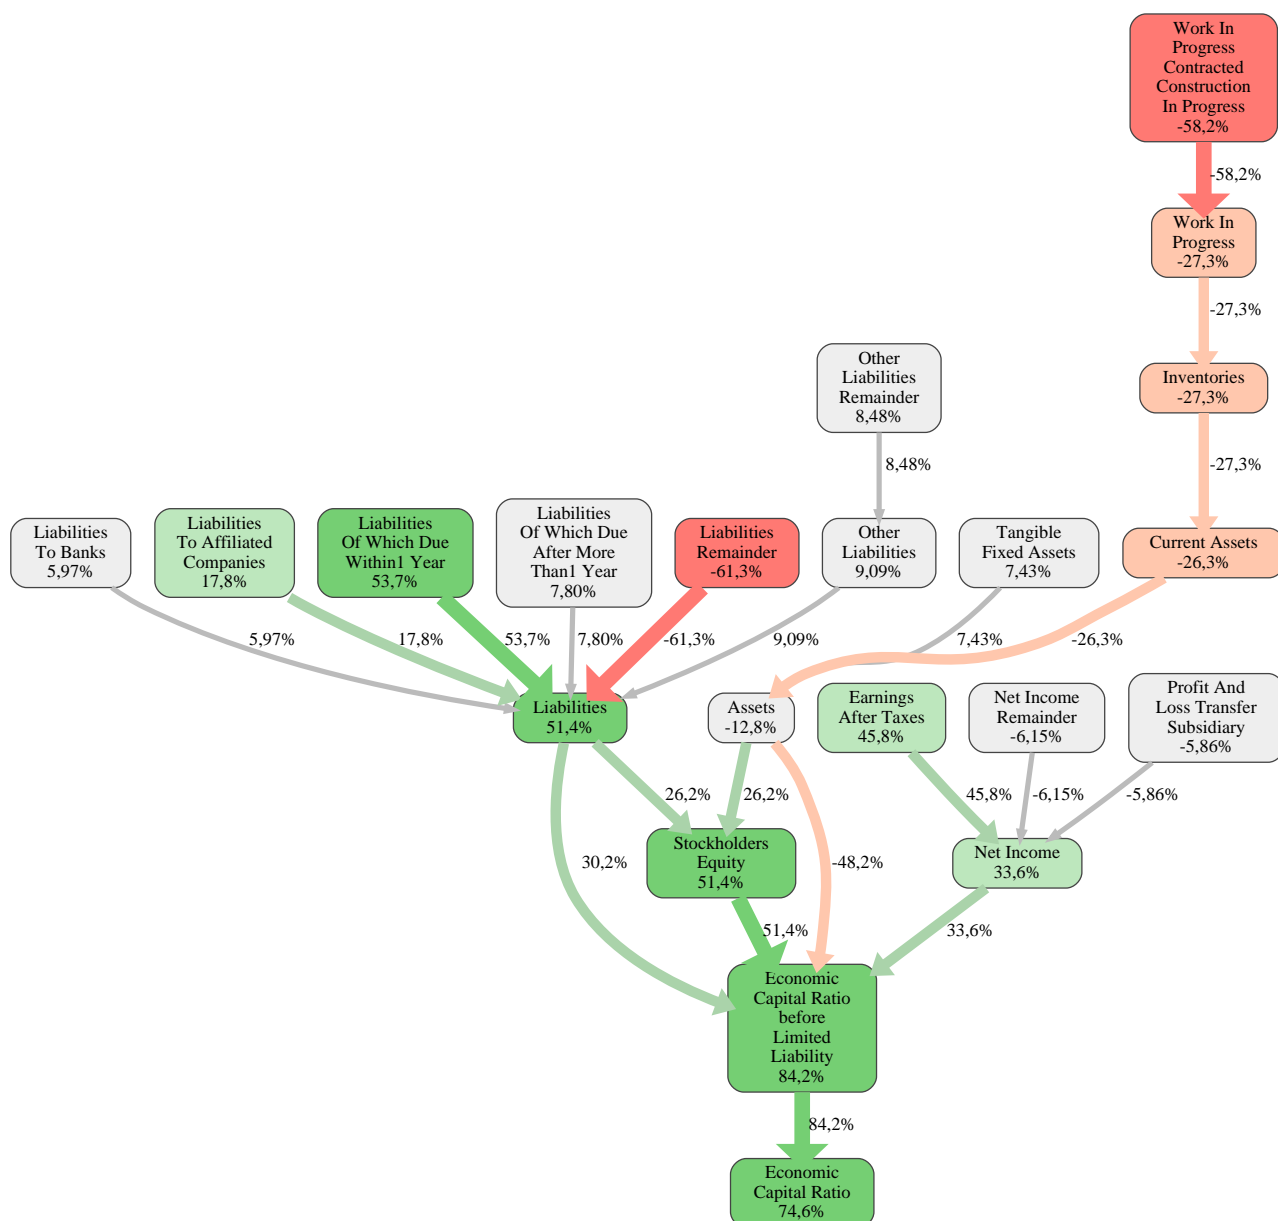 Work In
Progress
Contracted
Construction
In Progress
-58,2%
-58,2%
Work In
Progress
-27,3%
-27,3%
Other
Liabilities
Remainder
8,48%
Inventories
-27,3%
8,48%
-27,3%
Liabilities
To Banks
5,97%
Liabilities
To Affiliated
Companies
17,8%
Liabilities
Of Which Due
Within1 Year
53,7%
Liabilities
Of Which Due
After More
Than1 Year
7,80%
Liabilities
Remainder
-61,3%
Other
Liabilities
9,09%
Tangible
Fixed Assets
7,43%
Current Assets
-26,3%
5,97%
17,8%
53,7%
7,80%
-61,3%
9,09%
7,43%
-26,3%
Liabilities
51,4%
Assets
-12,8%
Earnings
After Taxes
45,8%
Net Income
Remainder
-6,15%
Profit And
Loss Transfer
Subsidiary
-5,86%
26,2%
26,2%
45,8%
-6,15%
-5,86%
30,2%
Stockholders
Equity
51,4%
-48,2%
Net Income
33,6%
51,4%
33,6%
Economic
Capital Ratio
before
Limited
Liability
84,2%
84,2%
Economic
Capital Ratio
74,6%